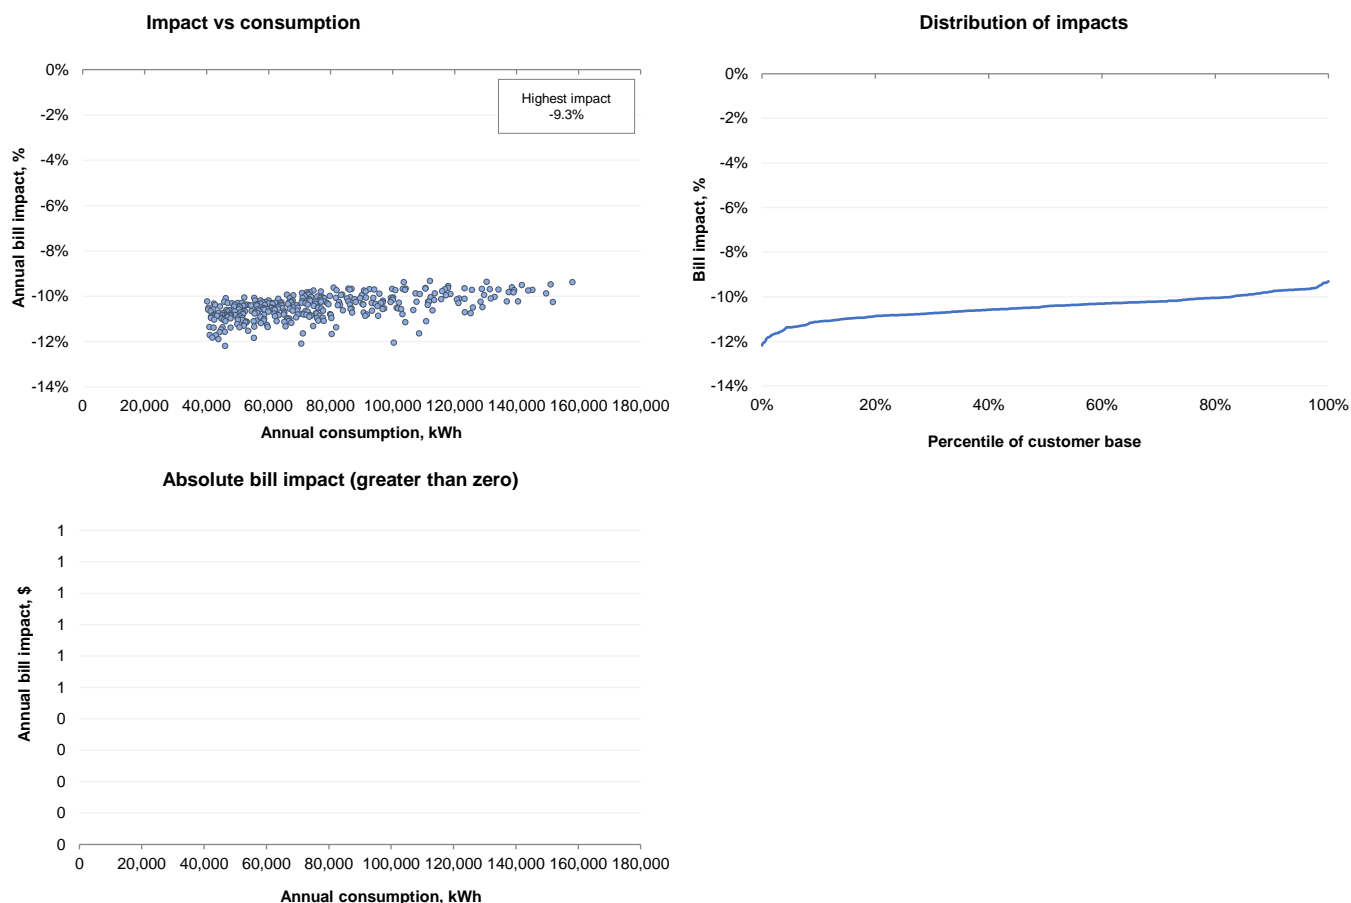 Impact vs consumption
0%
-2%
-4%
-6%
-8%
-10%
-12%
-14%
Annual bill impact, %
Highest impact
-9.3%
0 20,000 40,000 60,000 80,000 100,000 120,000 140,000 160,000 180,000
Annual consumption, kWh
Distribution of impacts
0%
-2%
-4%
-6%
-8%
-10%
-12%
-14%
Bill impact, %
0% 20% 40% 60% 80% 100%
Percentile of customer base
Absolute bill impact (greater than zero)
1
1
1
1
1
1
0
0
0
0
0
Annual bill impact, $
0 20,000 40,000 60,000 80,000 100,000 120,000 140,000 160,000 180,000
Annual consumption, kWh